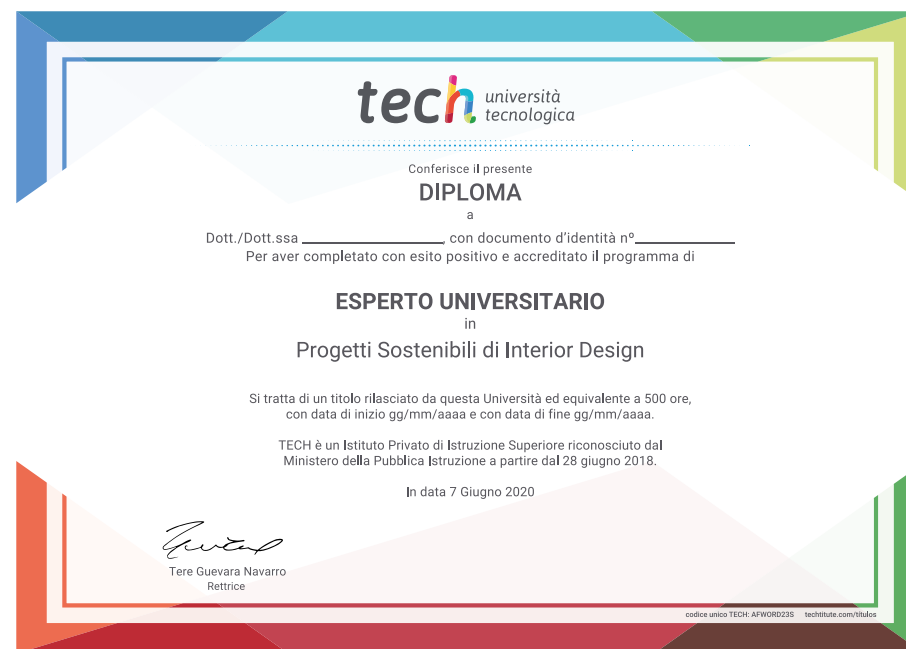 tech università
tecnologica
Conferisce il presente
DIPLOMA
a
Dott./Dott.ssa ____________________, con documento d'identità nº______________
Per aver completato con esito positivo e accreditato il programma di
ESPERTO UNIVERSITARIO
in
Progetti Sostenibili di Interior Design
Si tratta di un titolo rilasciato da questa Università ed equivalente a 500 ore,
con data di inizio gg/mm/aaaa e con data di fine gg/mm/aaaa.
TECH è un Istituto Privato di Istruzione Superiore riconosciuto dal
Ministero della Pubblica Istruzione a partire dal 28 giugno 2018.
In data 7 Giugno 2020
Tere Guevara Navarro
Rettrice
codice unico TECH: AFWORD23S techtitute.com/titulos